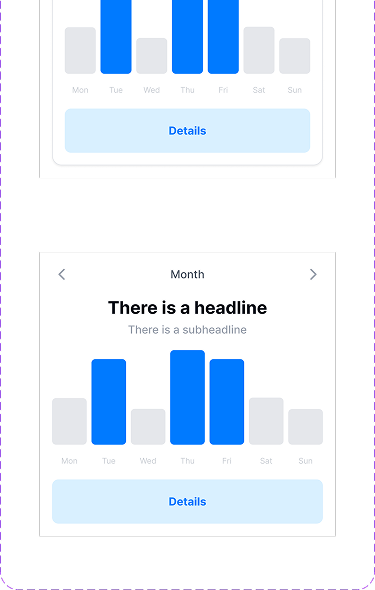 Mon Tue Wed Thu Fri Sat Sun
Details
Month
There is a headline
There is a subheadline
Mon Tue Wed Thu Fri Sat Sun
Details